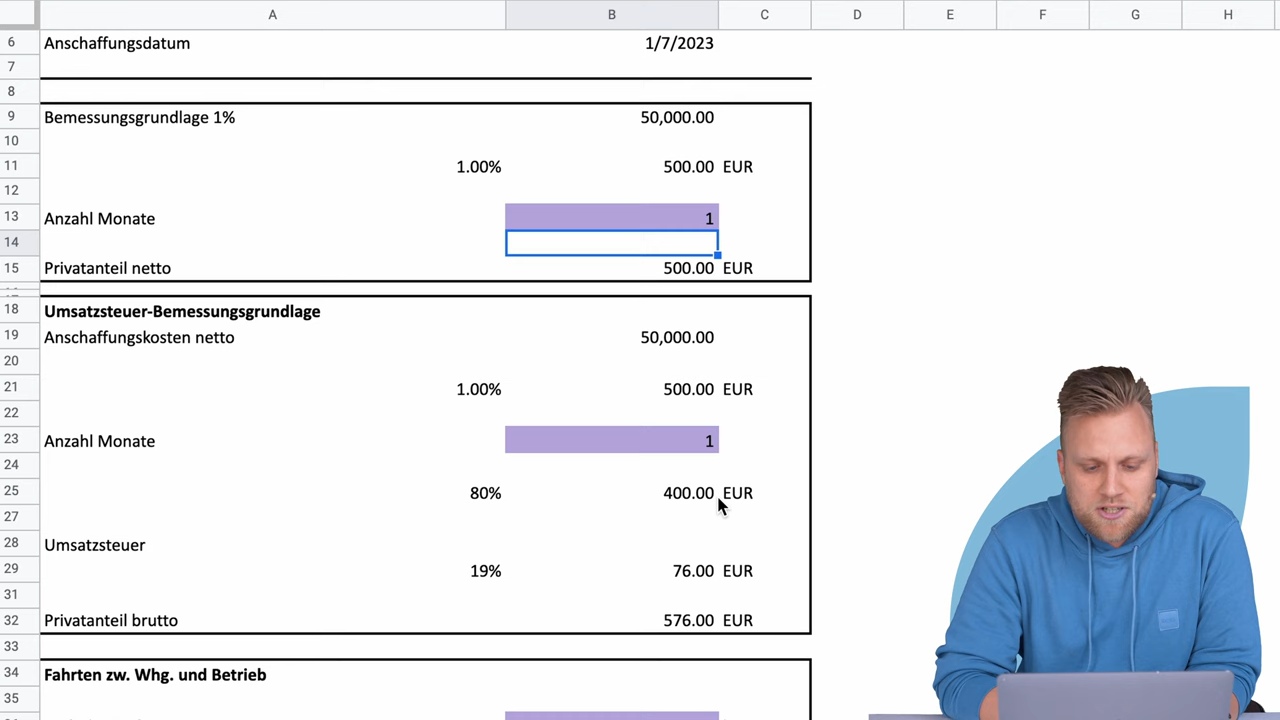 A B C D E F G H
6 Anschaffungsdatum 1/7/2023
7
8
9 Bemessungsgrundlage 1% 50,000.00
10
11 1.00% 500.00 EUR
12
13 Anzahl Monate 1
14
15 Privatanteil netto 500.00 EUR
18 Umsatzsteuer-Bemessungsgrundlage
19 Anschaffungskosten netto 50,000.00
20
21 1.00% 500.00 EUR
22
23 Anzahl Monate 1
24
25 80% 400.00 EUR
27
28 Umsatzsteuer
29 19% 76.00 EUR
31
32 Privatanteil brutto 576.00 EUR
33
34 Fahrten zw. Whg. und Betrieb
35